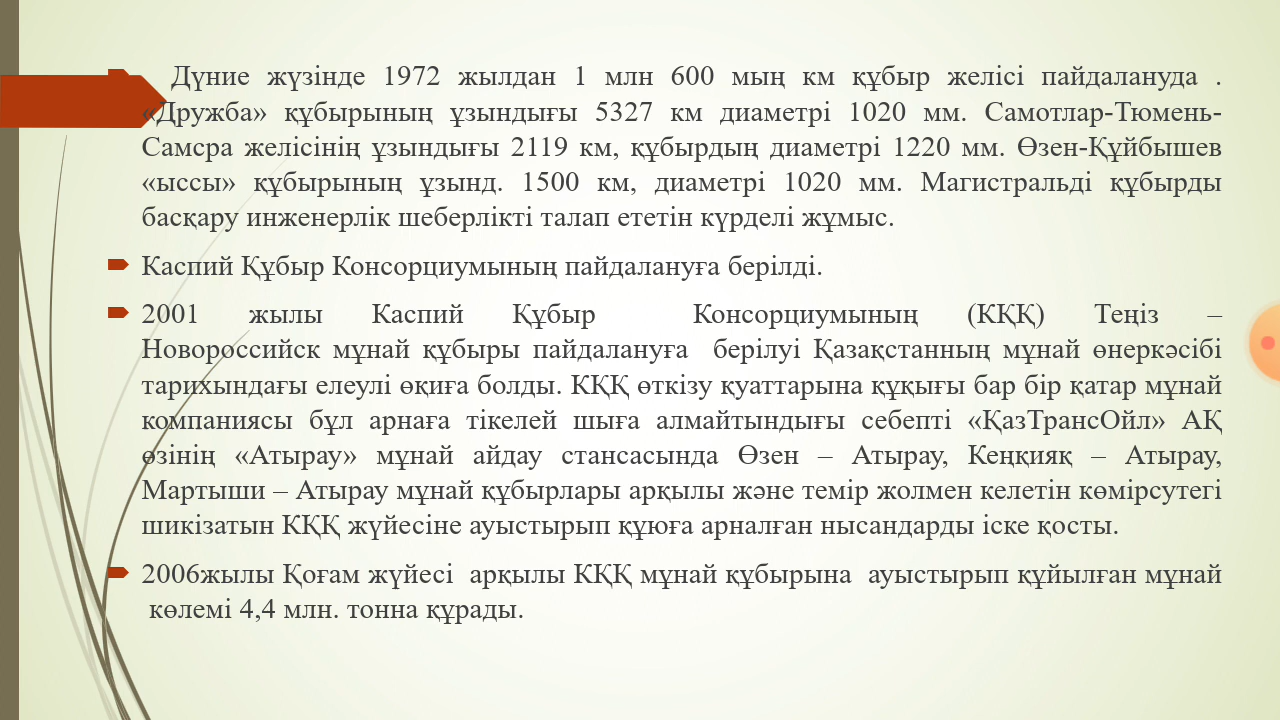 Дүние жүзінде 1972 жылдан 1 млн 600 мың км құбыр желісі пайдалануда .
«Дружба» құбырының ұзындығы 5327 км диаметрі 1020 мм. Самотлар-Тюмень-
Самсра желісінің ұзындығы 2119 км, құбырдың диаметрі 1220 мм. Өзен-Құйбышев
«ыссы» құбырының ұзынд. 1500 км, диаметрі 1020 мм. Магистральді құбырды
басқару инженерлік шеберлікті талап ететін күрделі жұмыс.
Каспий Құбыр Консорциумының пайдалануға берілді.
2001 жылы Каспий Құбыр Консорциумының (КҚҚ) Теңіз –
Новороссийск мұнай құбыры пайдалануға берілуі Қазақстанның мұнай өнеркәсібі
тарихындағы елеулі өқиға болды. КҚҚ өткізу қуаттарына құқығы бар бір қатар мұнай
компаниясы бұл арнаға тікелей шыға алмайтындығы себепті «ҚазТрансОйл» АҚ
өзінің «Атырау» мұнай айдау стансасында Өзен – Атырау, Кеңқияқ – Атырау,
Мартыши – Атырау мұнай құбырлары арқылы және темір жолмен келетін көмірсутегі
шикізатын КҚҚ жүйесіне ауыстырып құюға арналған нысандарды іске қосты.
2006жылы Қоғам жүйесі арқылы КҚҚ мұнай құбырына ауыстырып құйылған мұнай
көлемі 4,4 млн. тонна құрады.